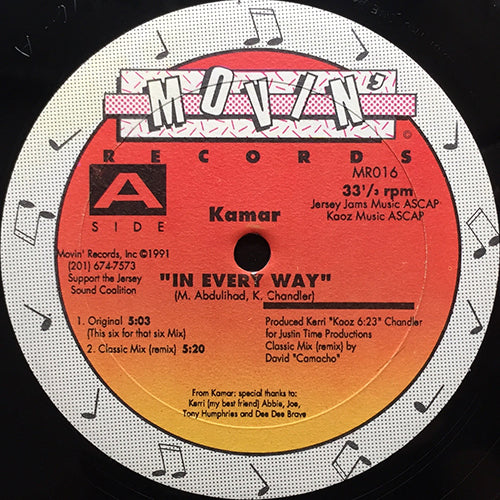 MOVIN'
RECORDS
MR016
33⅓ rpm
Jersey Jams Music ASCAP
Kaoz Music ASCAP
A
SIDE
Kamar
Movin' Records, Inc ©1991
(201) 674-7573
Support the Jersey
Sound Coalition
"IN EVERY WAY"
(M. Abdulihad, K. Chandler)
1. Original 5:03
(This six for that six Mix)
2. Classic Mix (remix) 5:20
Produced Kerri "Kaoz 6:23" Chandler
for Justin Time Productions
Classic Mix (remix) by
David "Camacho"
From Kamar: special thanks to:
Kerri (my best friend) Abbie, Joe,
Tony Humphries and Dee Dee Brave